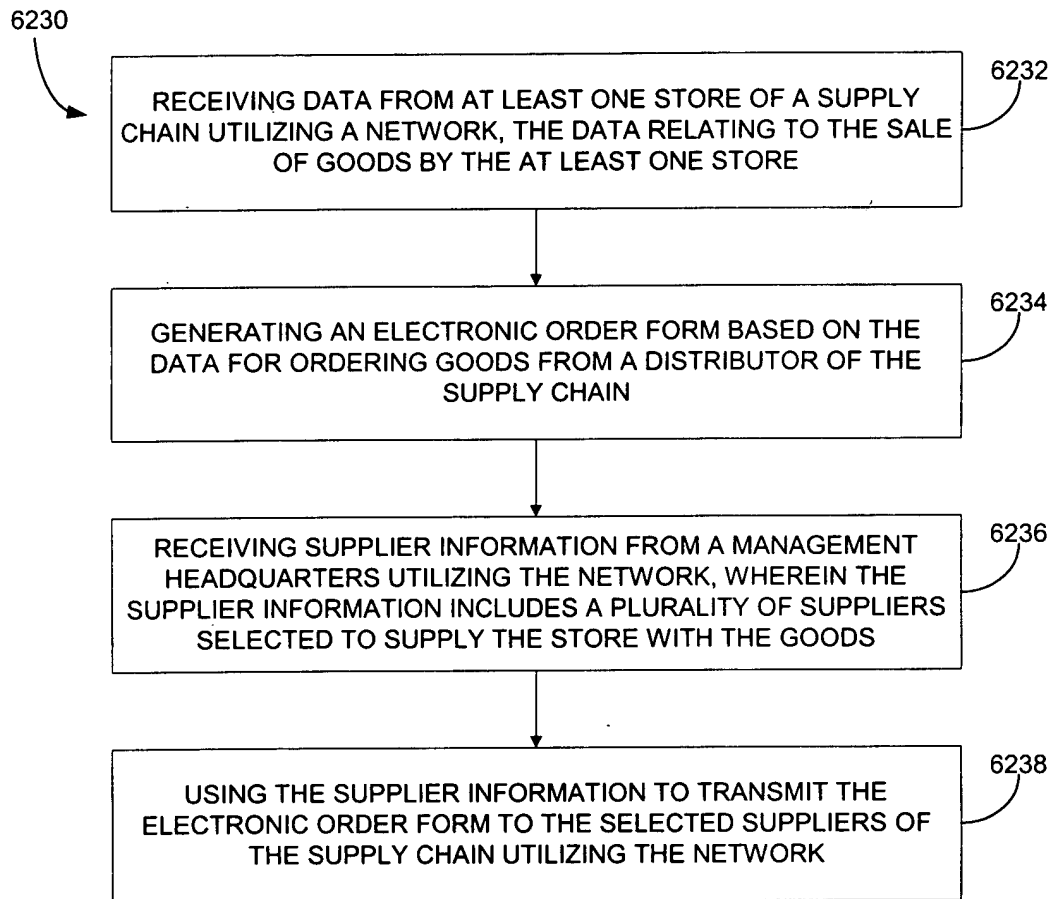 6230
6232
RECEIVING DATA FROM AT LEAST ONE STORE OF A SUPPLY
CHAIN UTILIZING A NETWORK, THE DATA RELATING TO THE SALE
OF GOODS BY THE AT LEAST ONE STORE
6234
GENERATING AN ELECTRONIC ORDER FORM BASED ON THE
DATA FOR ORDERING GOODS FROM A DISTRIBUTOR OF THE
SUPPLY CHAIN
6236
RECEIVING SUPPLIER INFORMATION FROM A MANAGEMENT
HEADQUARTERS UTILIZING THE NETWORK, WHEREIN THE
SUPPLIER INFORMATION INCLUDES A PLURALITY OF SUPPLIERS
SELECTED TO SUPPLY THE STORE WITH THE GOODS
6238
USING THE SUPPLIER INFORMATION TO TRANSMIT THE
ELECTRONIC ORDER FORM TO THE SELECTED SUPPLIERS OF
THE SUPPLY CHAIN UTILIZING THE NETWORK